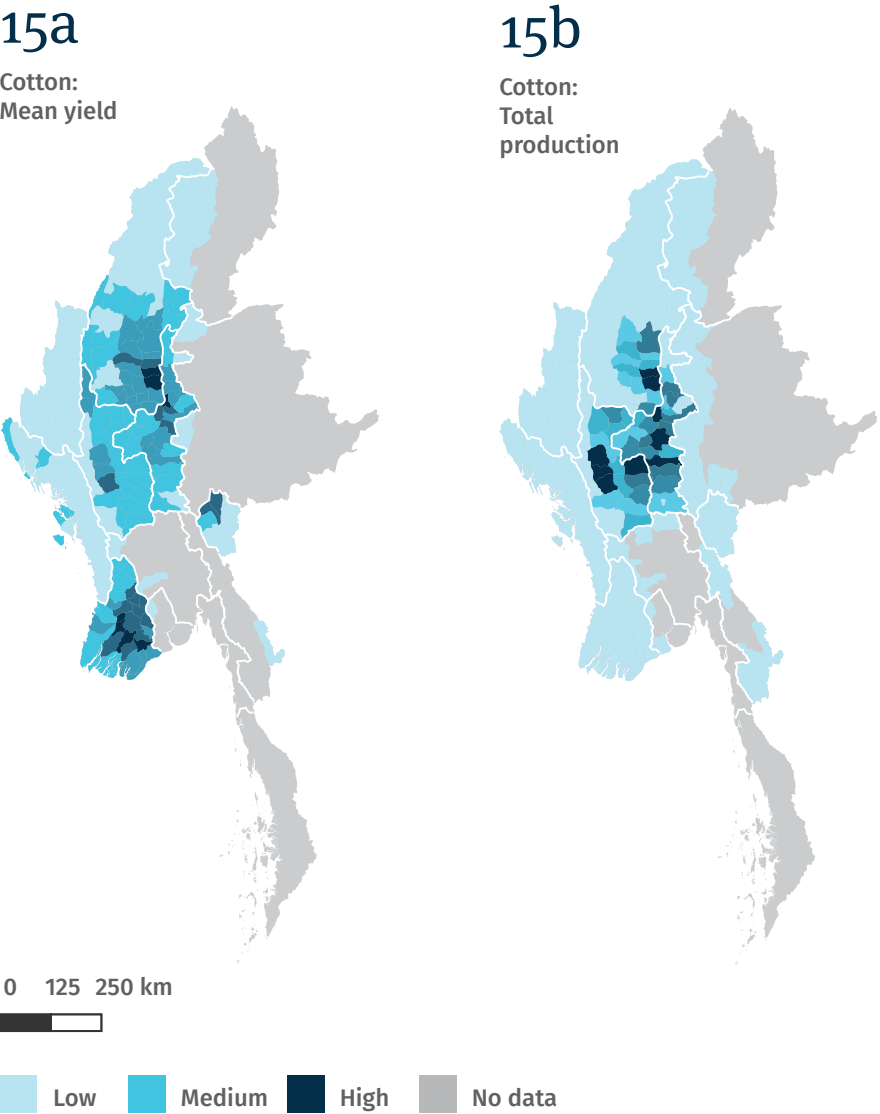 15a
Cotton:
Mean yield
15b
Cotton:
Total
production
0 125 250 km
Low Medium High No data